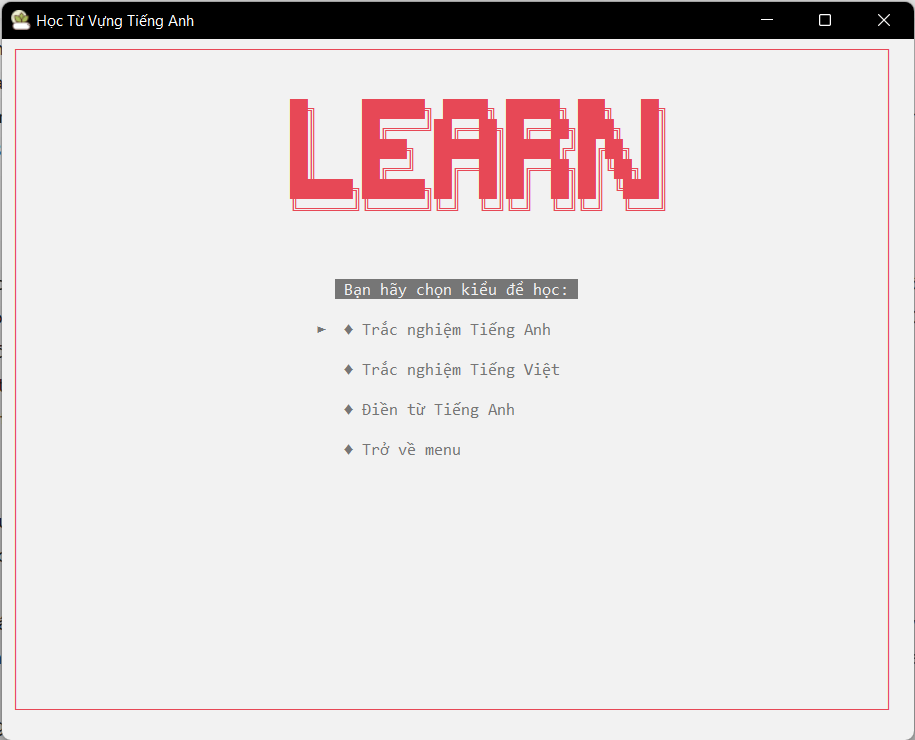 Học Từ Vựng Tiếng Anh
LEARN
Bạn hãy chọn kiểu để học:
► ♦ Trắc nghiệm Tiếng Anh
♦ Trắc nghiệm Tiếng Việt
♦ Điền từ Tiếng Anh
♦ Trở về menu